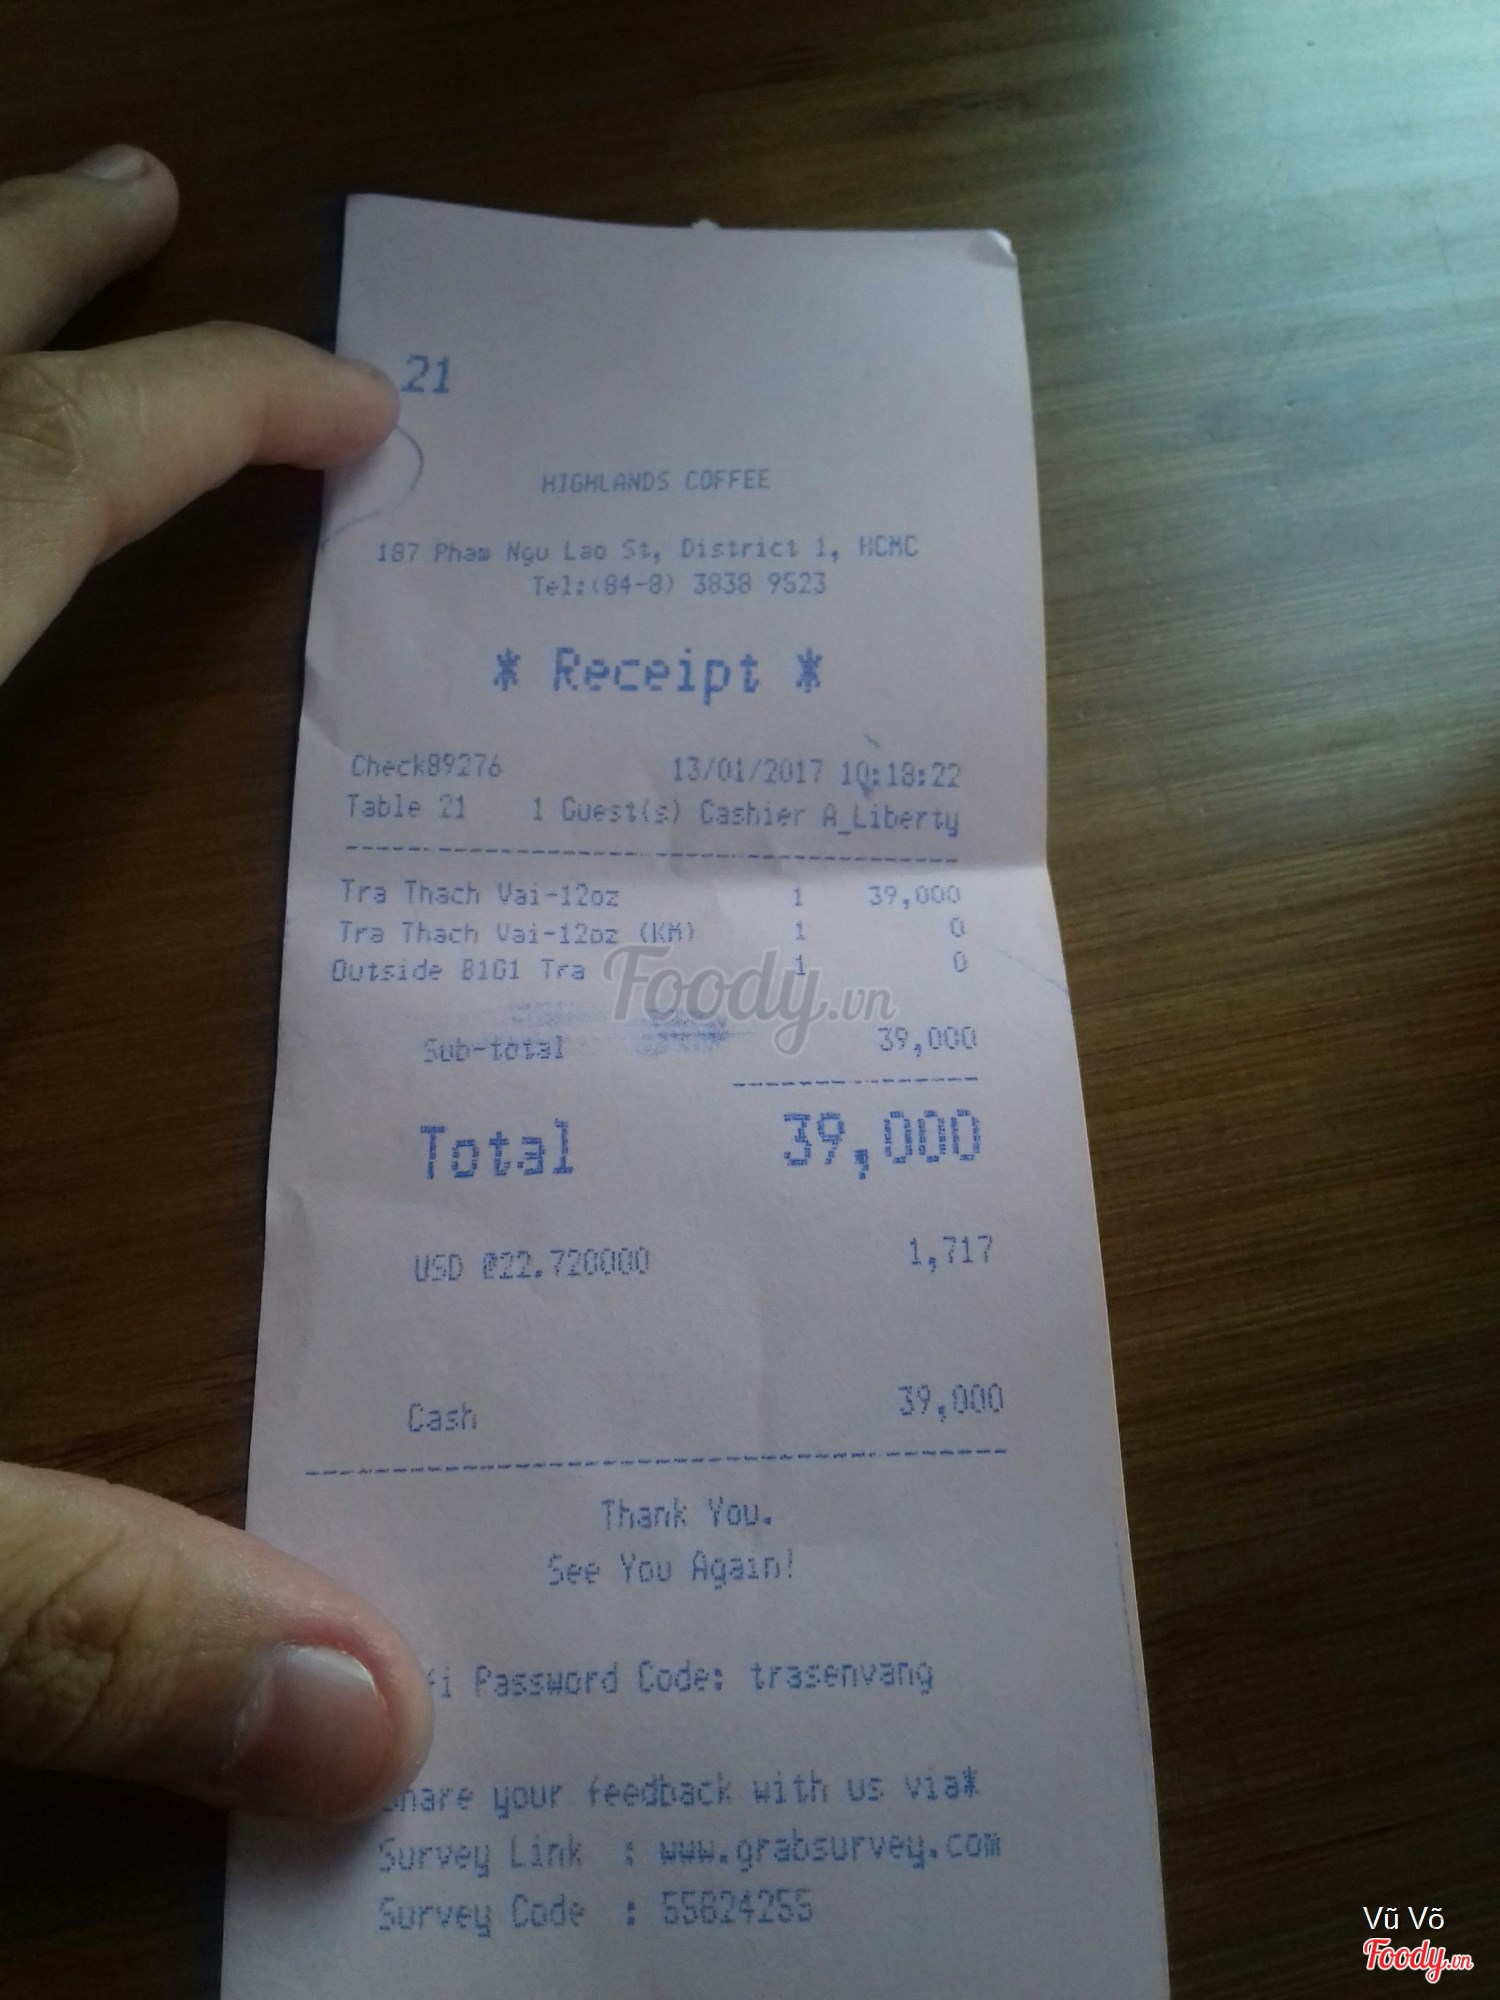 21
HIGHLANDS COFFEE
187 Pham Ngu Lao St, District 1, HCMC
Tel:(84-8) 3838 9523
* Receipt *
Check89276 13/01/2017 10:18:22
Table 21 1 Guest(s) Cashier A_Liberty
Tra Thach Vai-12oz 1 39,000
Tra Thach Vai-12oz (KM) 1 0
Outside B1G1 Tra 1 0
Foody.vn
Sub-total 39,000
Total 39,000
USD @22.720000 1,717
Cash 39,000
Thank You.
See You Again!
fi Password Code: trasenvang
Share your feedback with us via*
Survey Link : www.grabsurvey.com
Survey Code : 55824255
Vũ Võ
Foody.vn